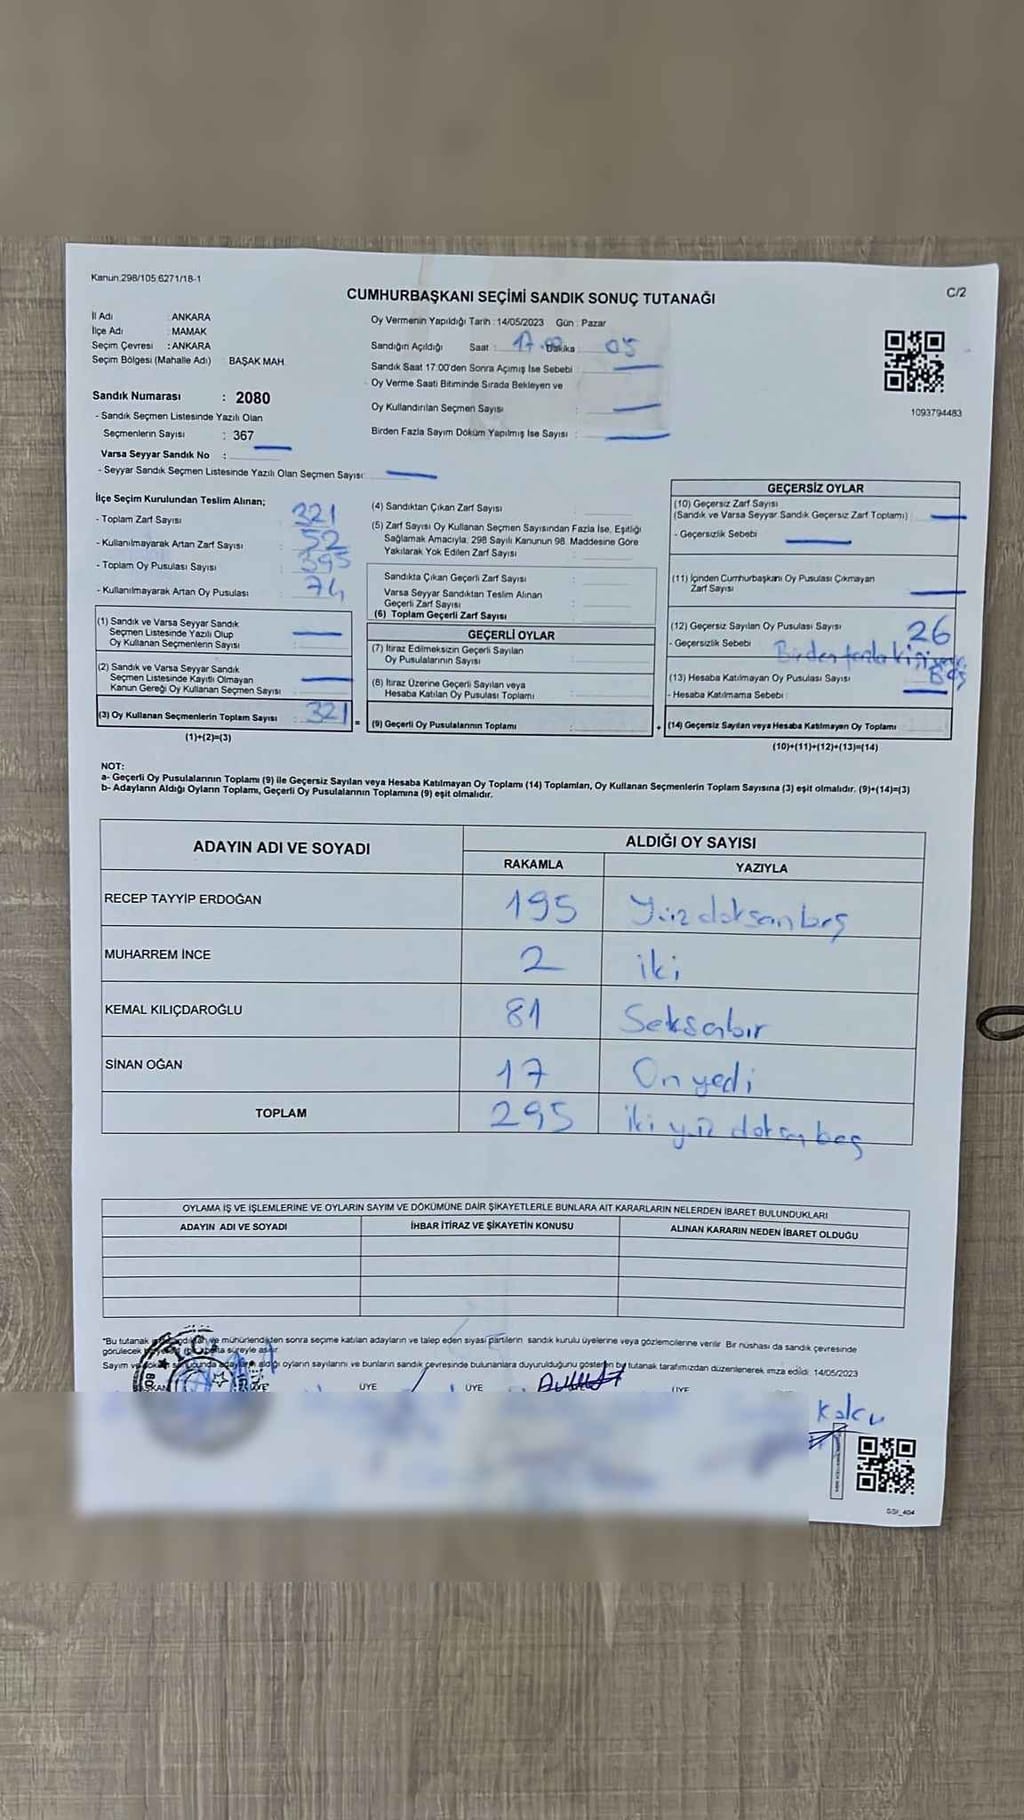 Kanun.298/105.6271/18-1
C/2
CUMHURBAŞKANI SEÇİMİ SANDIK SONUÇ TUTANAĞI
İl Adı : ANKARA
İlçe Adı : MAMAK
Seçim Çevresi : ANKARA
Seçim Bölgesi (Mahalle Adı) BAŞAK MAH
Oy Vermenin Yapıldığı Tarih : 14/05/2023 Gün : Pazar
Sandığın Açıldığı Saat : 17 Dakika 05
Sandık Saat 17:00'den Sonra Açımış İse Sebebi :
Oy Verme Saati Bitiminde Sırada Bekleyen ve
Oy Kullandırılan Seçmen Sayısı :
Birden Fazla Sayım Döküm Yapılmış İse Sayısı :
1093794483
Sandık Numarası : 2080
- Sandık Seçmen Listesinde Yazılı Olan
Seçmenlerin Sayısı : 367
Varsa Seyyar Sandık No :
- Seyyar Sandık Seçmen Listesinde Yazılı Olan Seçmen Sayısı:
İlçe Seçim Kurulundan Teslim Alınan;
- Toplam Zarf Sayısı : 321
- Kullanılmayarak Artan Zarf Sayısı : 52
- Toplam Oy Pusulası Sayısı : 395
- Kullanılmayarak Artan Oy Pusulası : 74
(1) Sandık ve Varsa Seyyar Sandık
Seçmen Listesinde Yazılı Olup
Oy Kullanan Seçmenlerin Sayısı :
(2) Sandık ve Varsa Seyyar Sandık
Seçmen Listesinde Kayıtlı Olmayan
Kanun Gereği Oy Kullanan Seçmen Sayısı :
(3) Oy Kullanan Seçmenlerin Toplam Sayısı : 321
(1)+(2)=(3)
(4) Sandıktan Çıkan Zarf Sayısı :
(5) Zarf Sayısı Oy Kullanan Seçmen Sayısından Fazla İse, Eşitliği
Sağlamak Amacıyla, 298 Sayılı Kanunun 98. Maddesine Göre
Yakılarak Yok Edilen Zarf Sayısı :
Sandıkta Çıkan Geçerli Zarf Sayısı :
Varsa Seyyar Sandıktan Teslim Alınan
Geçerli Zarf Sayısı :
(6) Toplam Geçerli Zarf Sayısı :
GEÇERLİ OYLAR
(7) İtiraz Edilmeksizin Geçerli Sayılan
Oy Pusulalarının Sayısı :
(8) İtiraz Üzerine Geçerli Sayılan veya
Hesaba Katılan Oy Pusulası Toplamı :
= (9) Geçerli Oy Pusulalarının Toplamı :
GEÇERSİZ OYLAR
(10) Geçersiz Zarf Sayısı
(Sandık ve Varsa Seyyar Sandık Geçersiz Zarf Toplamı) :
- Geçersizlik Sebebi :
(11) İçinden Cumhurbaşkanı Oy Pusulası Çıkmayan
Zarf Sayısı :
(12) Geçersiz Sayılan Oy Pusulası Sayısı : 26
- Geçersizlik Sebebi : Birden fazla kişiye
(13) Hesaba Katılmayan Oy Pusulası Sayısı :
- Hesaba Katılmama Sebebi :
+ (14) Geçersiz Sayılan veya Hesaba Katılmayan Oy Toplamı :
(10)+(11)+(12)+(13)=(14)
NOT:
a- Geçerli Oy Pusulalarının Toplamı (9) ile Geçersiz Sayılan veya Hesaba Katılmayan Oy Toplamı (14) Toplamları, Oy Kullanan Seçmenlerin Toplam Sayısına (3) eşit olmalıdır. (9)+(14)=(3)
b- Adayların Aldığı Oyların Toplamı, Geçerli Oy Pusulalarının Toplamına (9) eşit olmalıdır.
ADAYIN ADI VE SOYADI
ALDIĞI OY SAYISI
RAKAMLA YAZIYLA
RECEP TAYYİP ERDOĞAN 195 Yüz doksan beş
MUHARREM İNCE 2 iki
KEMAL KILIÇDAROĞLU 81 Seksabır
SİNAN OĞAN 17 On yedi
TOPLAM 295 iki yüz doksa beş
OYLAMA İŞ VE İŞLEMLERİNE VE OYLARIN SAYIM VE DÖKÜMÜNE DAİR ŞİKAYETLERLE BUNLARA AİT KARARLARIN NELERDEN İBARET BULUNDUKLARI
ADAYIN ADI VE SOYADI İHBAR İTİRAZ VE ŞİKAYETİN KONUSU ALINAN KARARIN NEDEN İBARET OLDUĞU
*Bu tutanak mühürlendikten sonra seçime katılan adayların ve talep eden siyasi partilerin sandık kurulu üyelerine veya gözlemcilerine verilir. Bir nüshası da sandık çevresinde
görülecek bir hafta süreyle asılır
Sayım ve aldığı oyların sayılarını ve bunların sandık çevresinde bulunanlara duyurulduğunu gösteren bu tutanak tarafımızdan düzenlenerek imza edildi. 14/05/2023
BAŞKAN ÜYE ÜYE ÜYE ÜYE
SSI_404